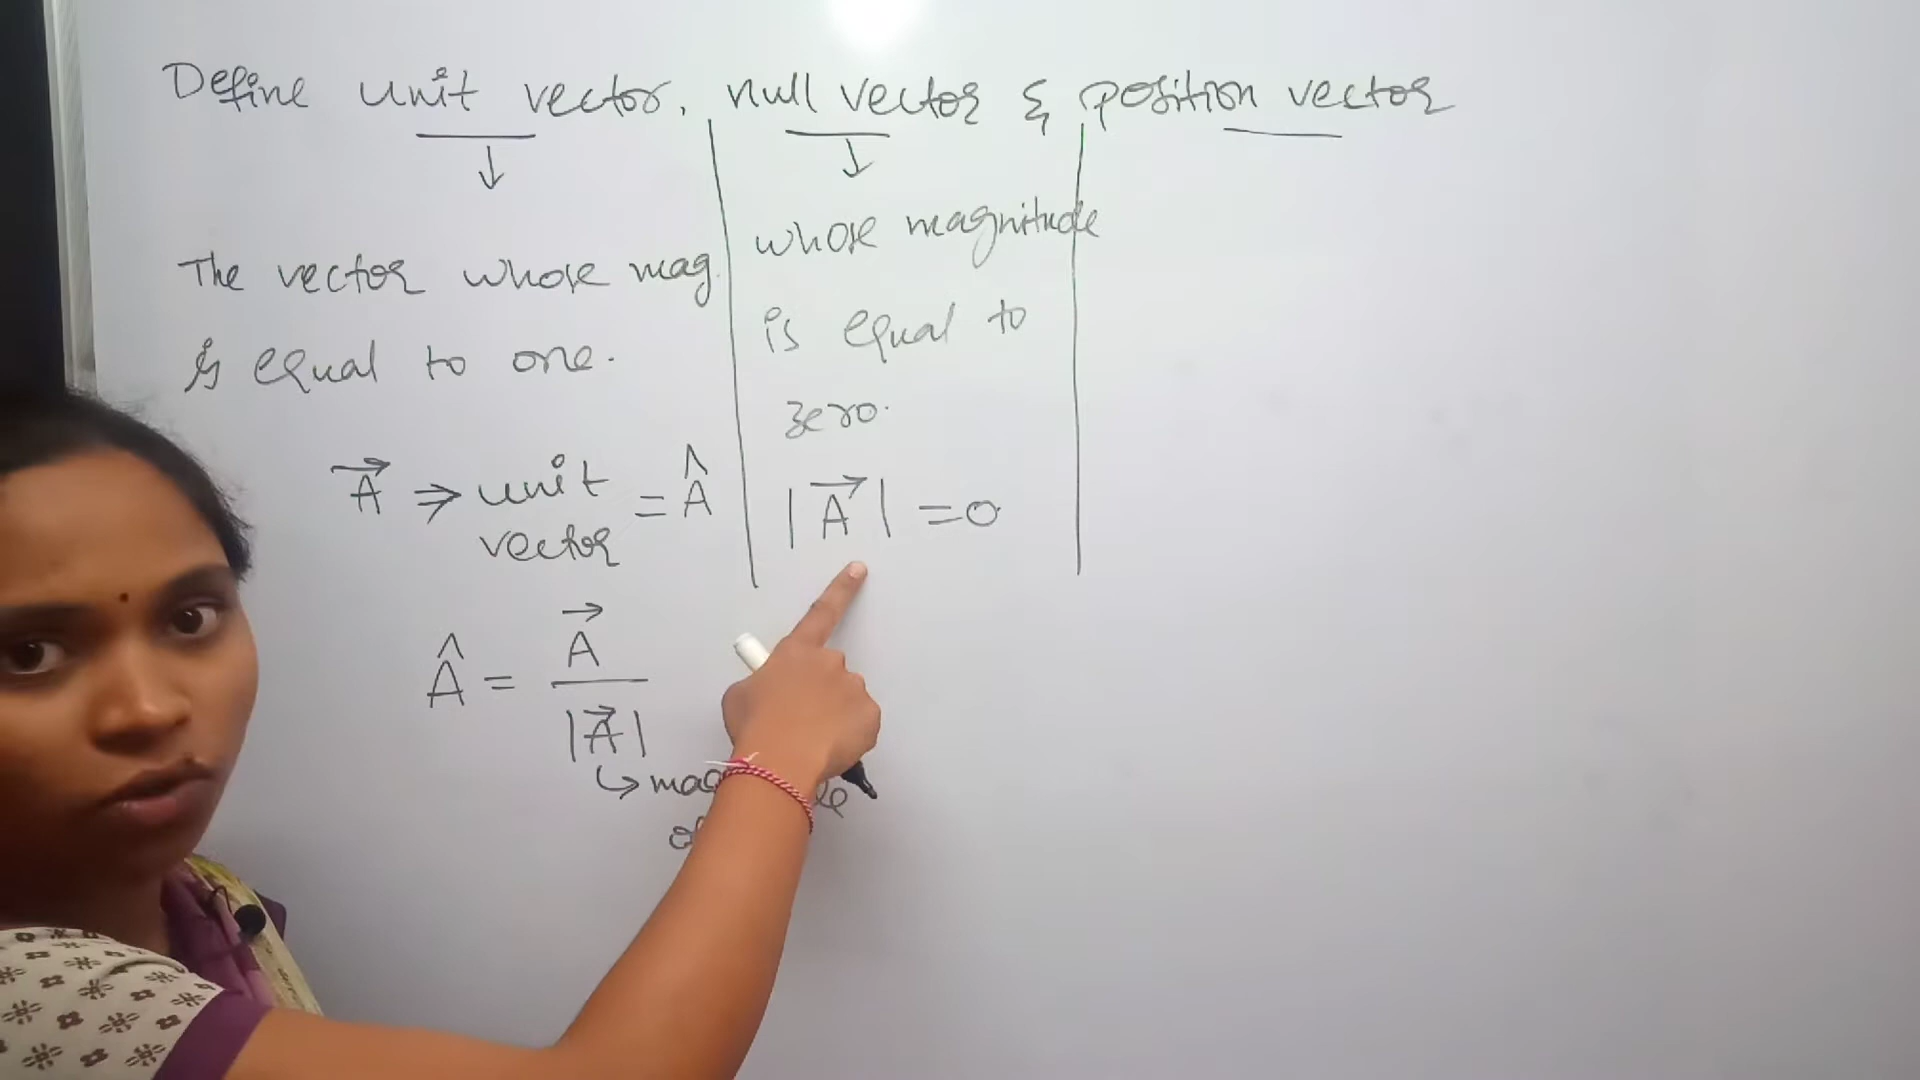 Define unit vector, null vector & position vector
↓
The vector whose mag.
is equal to one.
A⃗ ⇒ unit vector = Â
Â = A⃗ / |A⃗|
↳
↓
whose magnitude
is equal to
zero.
|A⃗| = 0